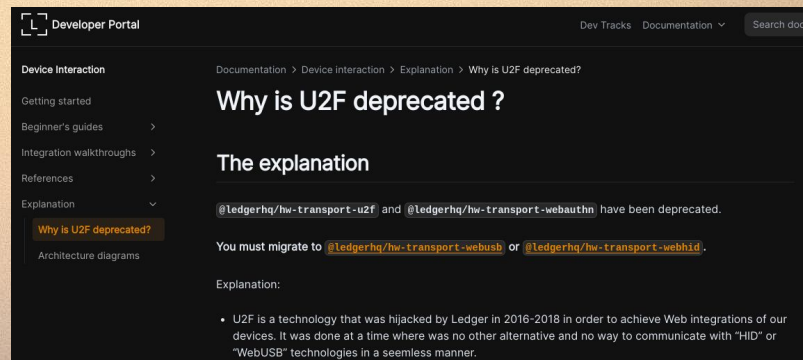 Developer Portal
Dev Tracks Documentation
Search doc
Device Interaction
Getting started
Beginner's guides
Integration walkthroughs
References
Explanation
Why is U2F deprecated?
Architecture diagrams
Documentation > Device interaction > Explanation > Why is U2F deprecated?
Why is U2F deprecated ?
The explanation
@ledgerhq/hw-transport-u2f and @ledgerhq/hw-transport-webauthn have been deprecated.
You must migrate to @ledgerhq/hw-transport-webusb or @ledgerhq/hw-transport-webhid.
Explanation:
• U2F is a technology that was hijacked by Ledger in 2016-2018 in order to achieve Web integrations of our
devices. It was done at a time where was no other alternative and no way to communicate with “HID” or
“WebUSB” technologies in a seemless manner.